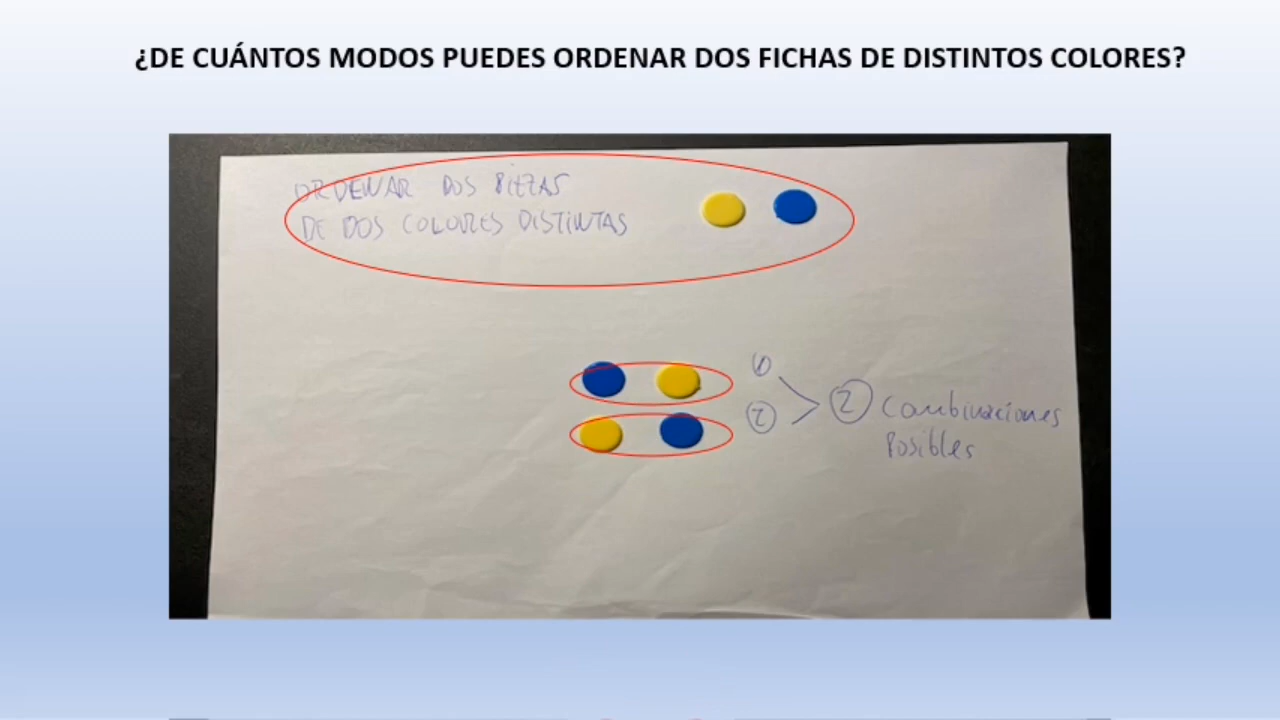 ¿DE CUÁNTOS MODOS PUEDES ORDENAR DOS FICHAS DE DISTINTOS COLORES?
ORDENAR DOS PIEZAS
DE DOS COLORES DISTINTAS
1
2
2 combinaciones
Posibles